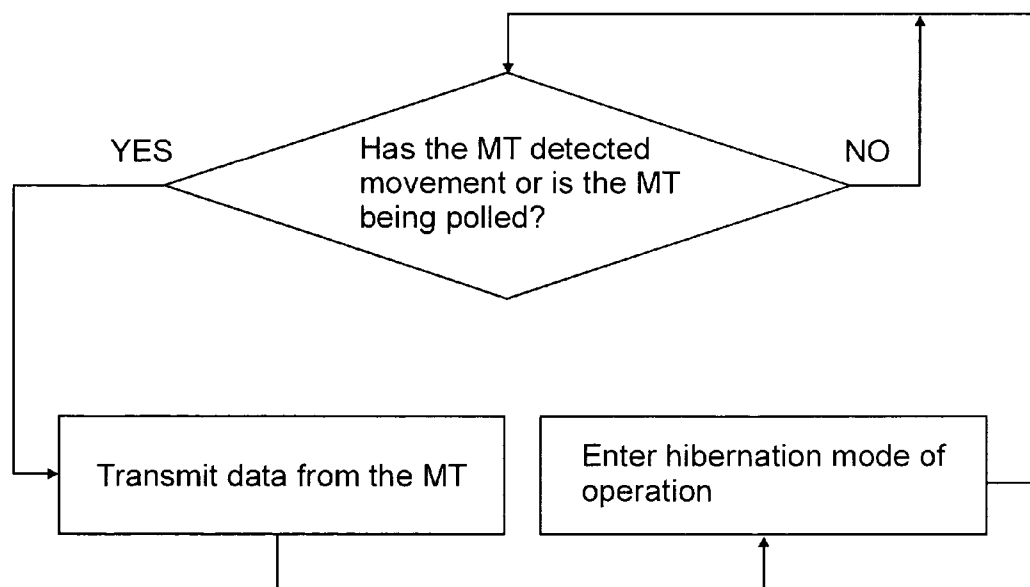 YES
Has the MT detected
movement or is the MT
being polled?
NO
Transmit data from the MT
Enter hibernation mode of
operation